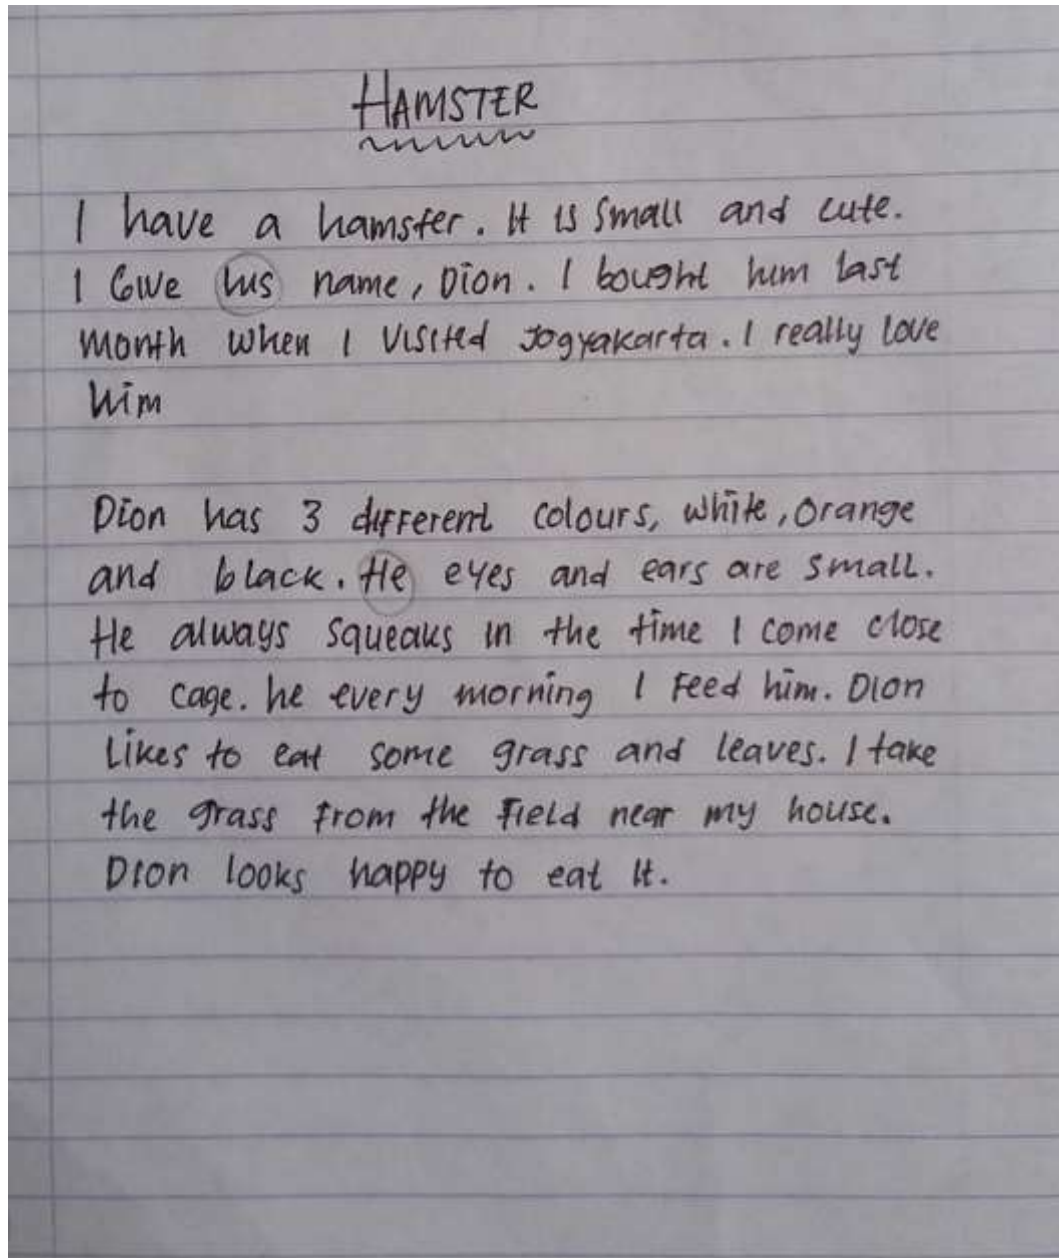 HAMSTER
I have a hamster. It is small and cute.
I Give his name, Dion. I bought him last
month when I visited Jogyakarta. I really love
him
Dion has 3 different colours, white, orange
and black. He eyes and ears are small.
He always squeaks in the time I come close
to cage. he every morning I Feed him. Dion
Likes to eat some grass and leaves. I take
the grass from the field near my house.
Dion looks happy to eat it.